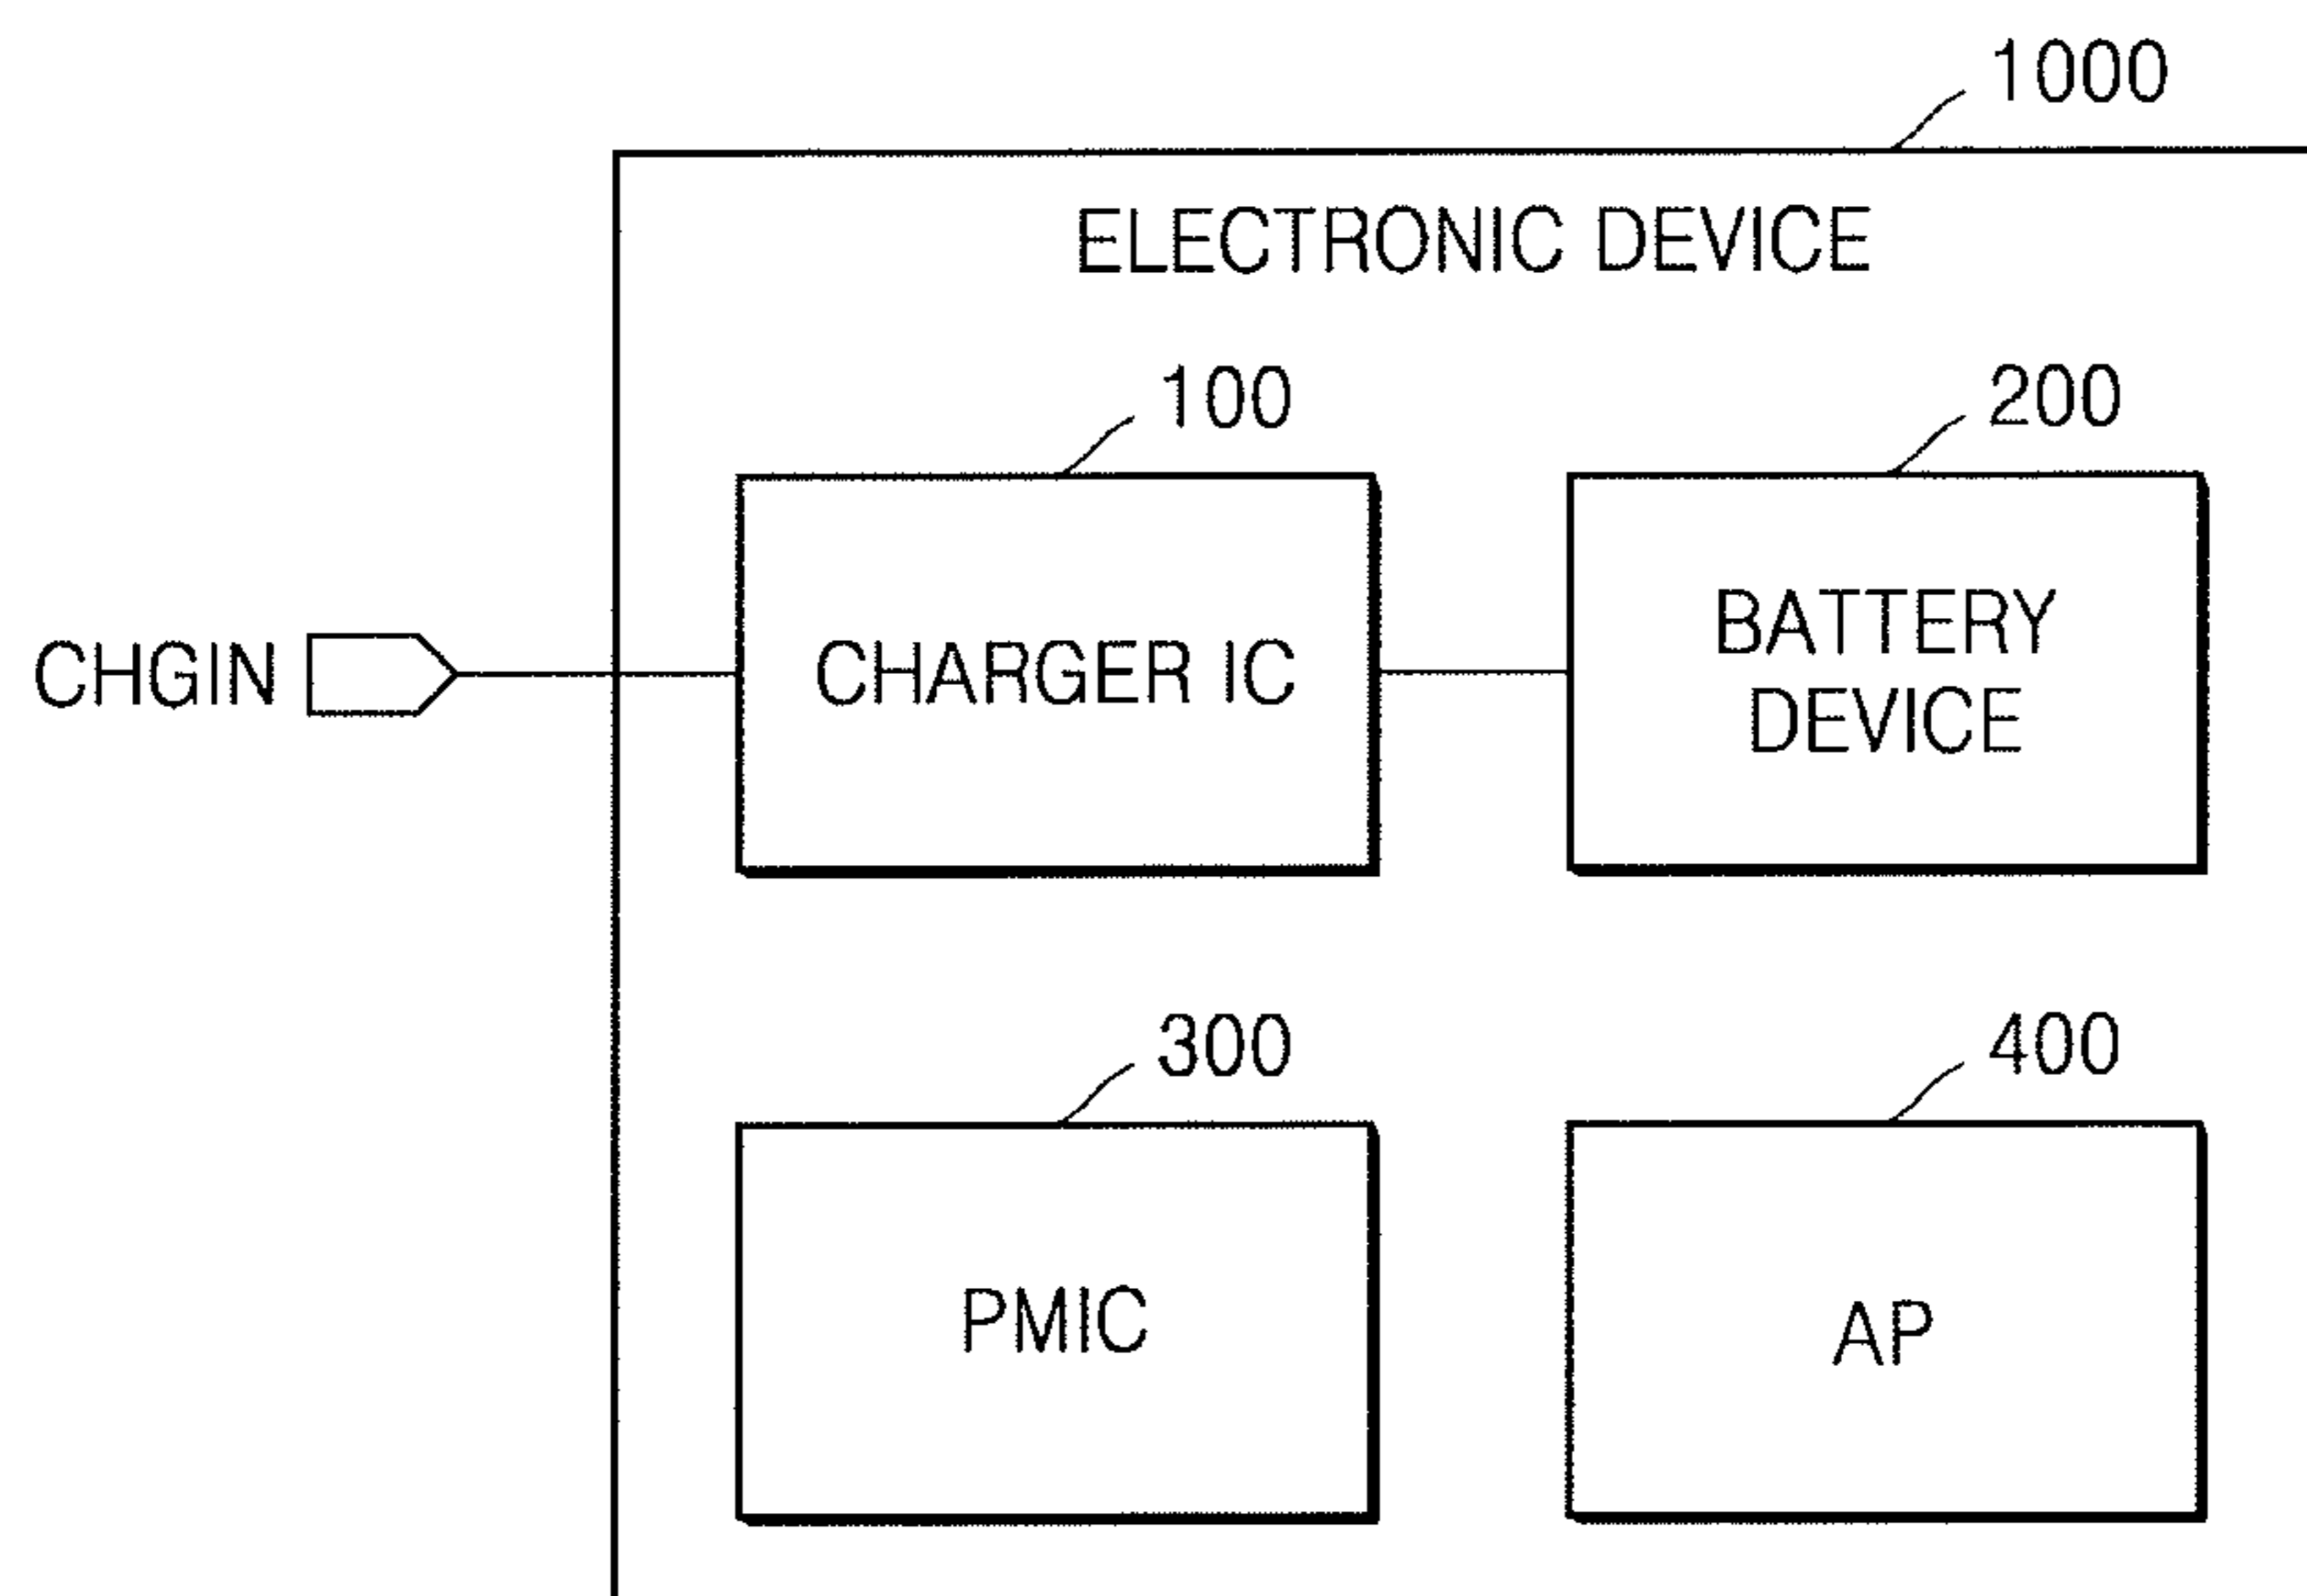 1000
ELECTRONIC DEVICE
100
200
CHGIN
CHARGER IC
BATTERY
DEVICE
300
400
PMIC
AP